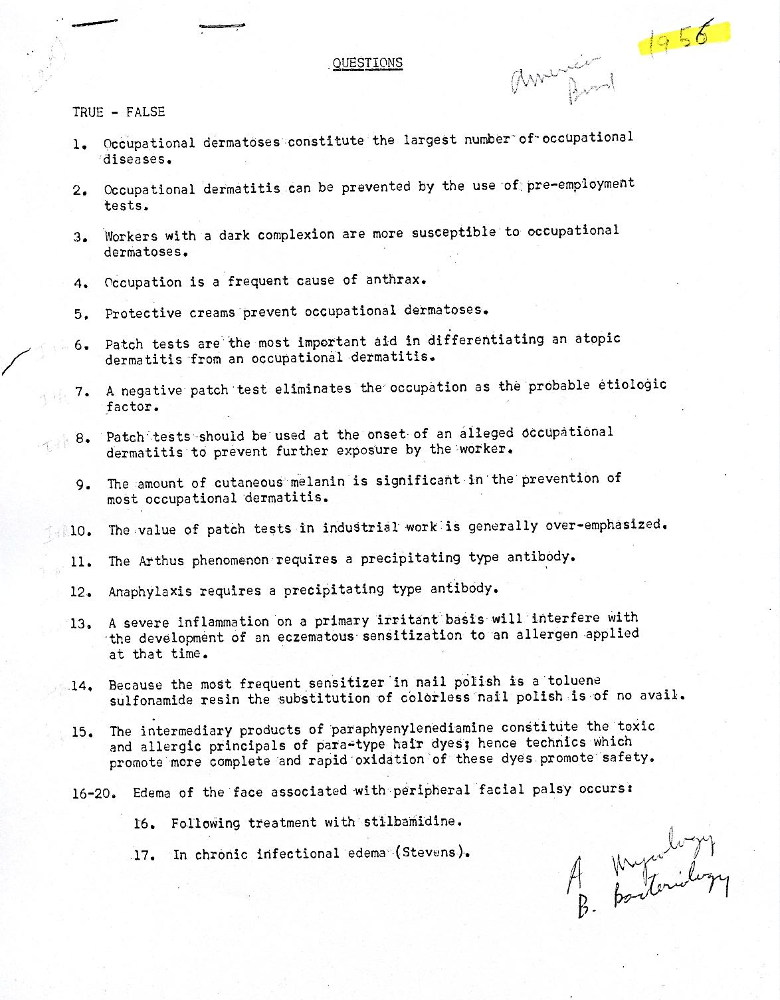 1956
QUESTIONS
American
Board
TRUE - FALSE
1. Occupational dermatoses constitute the largest number of occupational
diseases.
2. Occupational dermatitis can be prevented by the use of pre-employment
tests.
3. Workers with a dark complexion are more susceptible to occupational
dermatoses.
4. Occupation is a frequent cause of anthrax.
5. Protective creams prevent occupational dermatoses.
6. Patch tests are the most important aid in differentiating an atopic
dermatitis from an occupational dermatitis.
7. A negative patch test eliminates the occupation as the probable etiologic
factor.
8. Patch tests should be used at the onset of an alleged occupational
dermatitis to prevent further exposure by the worker.
9. The amount of cutaneous melanin is significant in the prevention of
most occupational dermatitis.
10. The value of patch tests in industrial work is generally over-emphasized.
11. The Arthus phenomenon requires a precipitating type antibody.
12. Anaphylaxis requires a precipitating type antibody.
13. A severe inflammation on a primary irritant basis will interfere with
the development of an eczematous sensitization to an allergen applied
at that time.
14. Because the most frequent sensitizer in nail polish is a toluene
sulfonamide resin the substitution of colorless nail polish is of no avail.
15. The intermediary products of paraphyenylenediamine constitute the toxic
and allergic principals of para-type hair dyes; hence technics which
promote more complete and rapid oxidation of these dyes promote safety.
16-20. Edema of the face associated with peripheral facial palsy occurs:
16. Following treatment with stilbamidine.
17. In chronic infectional edema (Stevens).
A Mycology
B. Bacteriology